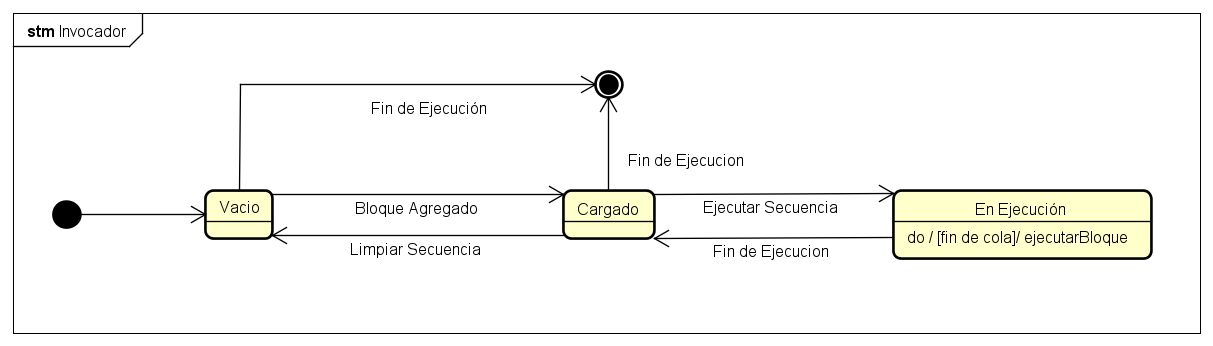 stm Invocador
Fin de Ejecución
Fin de Ejecucion
Vacio
Bloque Agregado
Limpiar Secuencia
Cargado
Ejecutar Secuencia
Fin de Ejecucion
En Ejecución
do / [fin de cola]/ ejecutarBloque